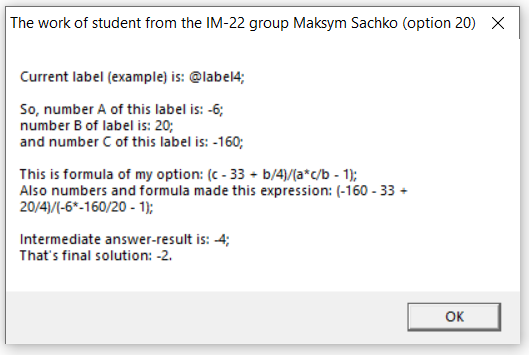 The work of student from the IM-22 group Maksym Sachko (option 20)
Current label (example) is: @label4;
So, number A of this label is: -6;
number B of label is: 20;
and number C of this label is: -160;
This is formula of my option: (c - 33 + b/4)/(a*c/b - 1);
Also numbers and formula made this expression: (-160 - 33 +
20/4)/(-6*-160/20 - 1);
Intermediate answer-result is: -4;
That's final solution: -2.
OK